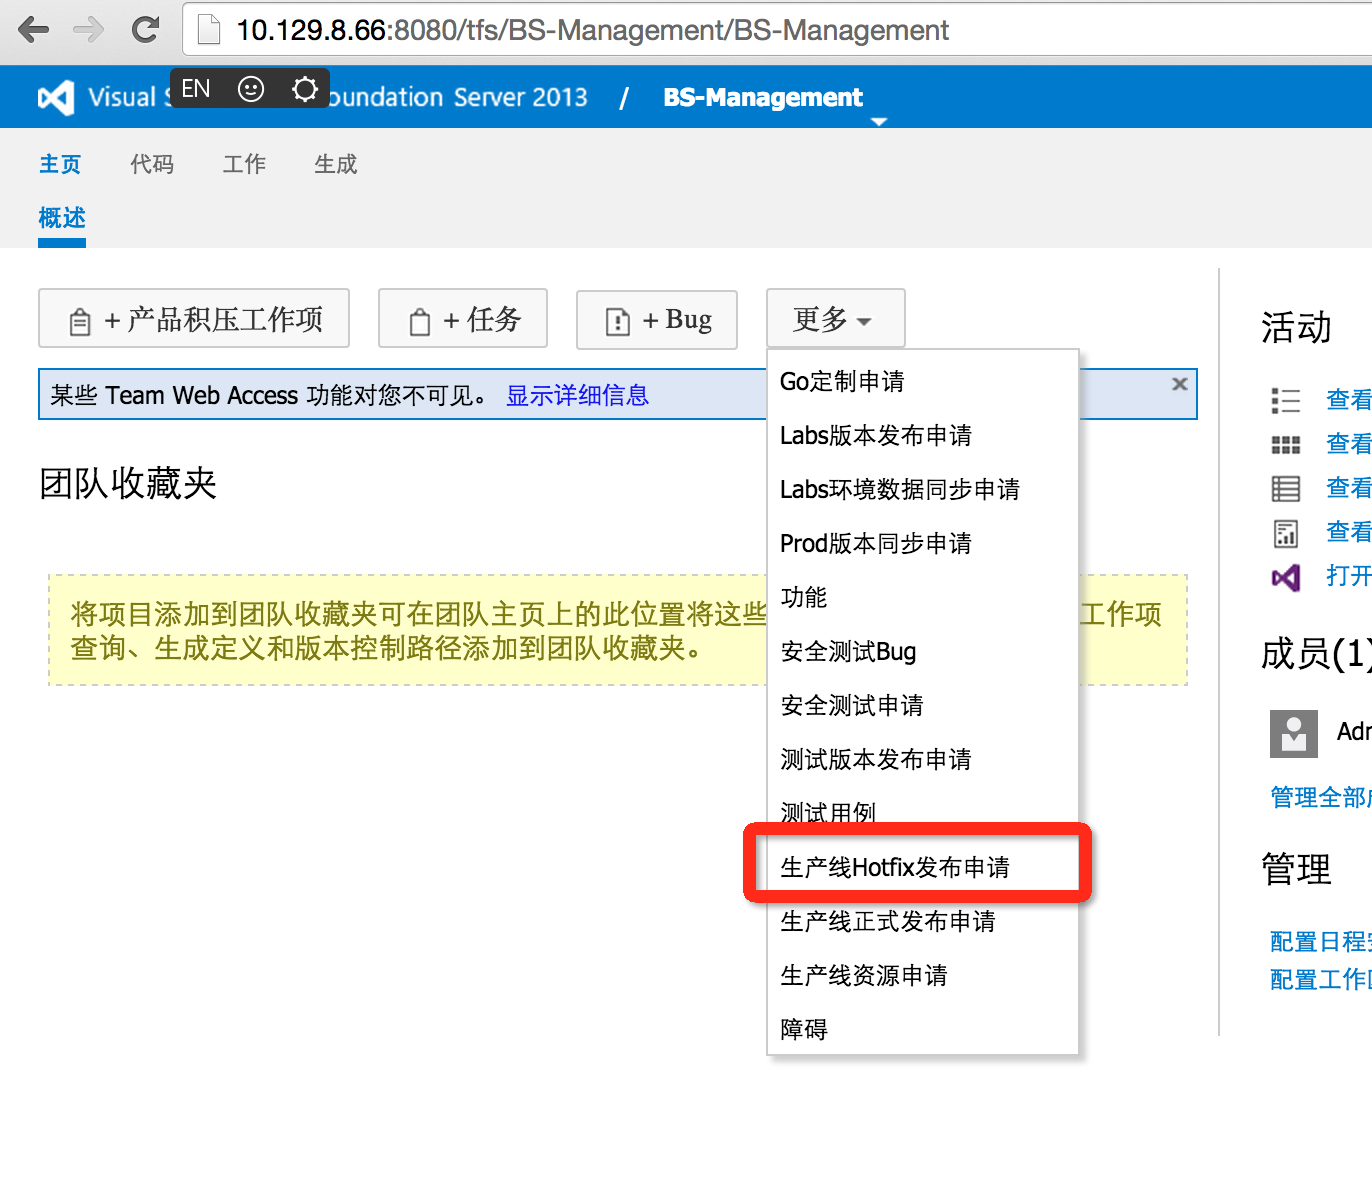 10.129.8.66:8080/tfs/BS-Management/BS-Management
Visual
EN
oundation Server 2013 / BS-Management
主页 代码 工作 生成
概述
+ 产品积压工作项 + 任务 + Bug 更多
某些 Team Web Access 功能对您不可见。 显示详细信息
团队收藏夹
将项目添加到团队收藏夹可在团队主页上的此位置将这些 工作项
查询、生成定义和版本控制路径添加到团队收藏夹。
Go定制申请
Labs版本发布申请
Labs环境数据同步申请
Prod版本同步申请
功能
安全测试Bug
安全测试申请
测试版本发布申请
测试用例
生产线Hotfix发布申请
生产线正式发布申请
生产线资源申请
障碍
活动
查看
查看
查看
查看
打开
成员(1)
Adr
管理全部
管理
配置日程
配置工作